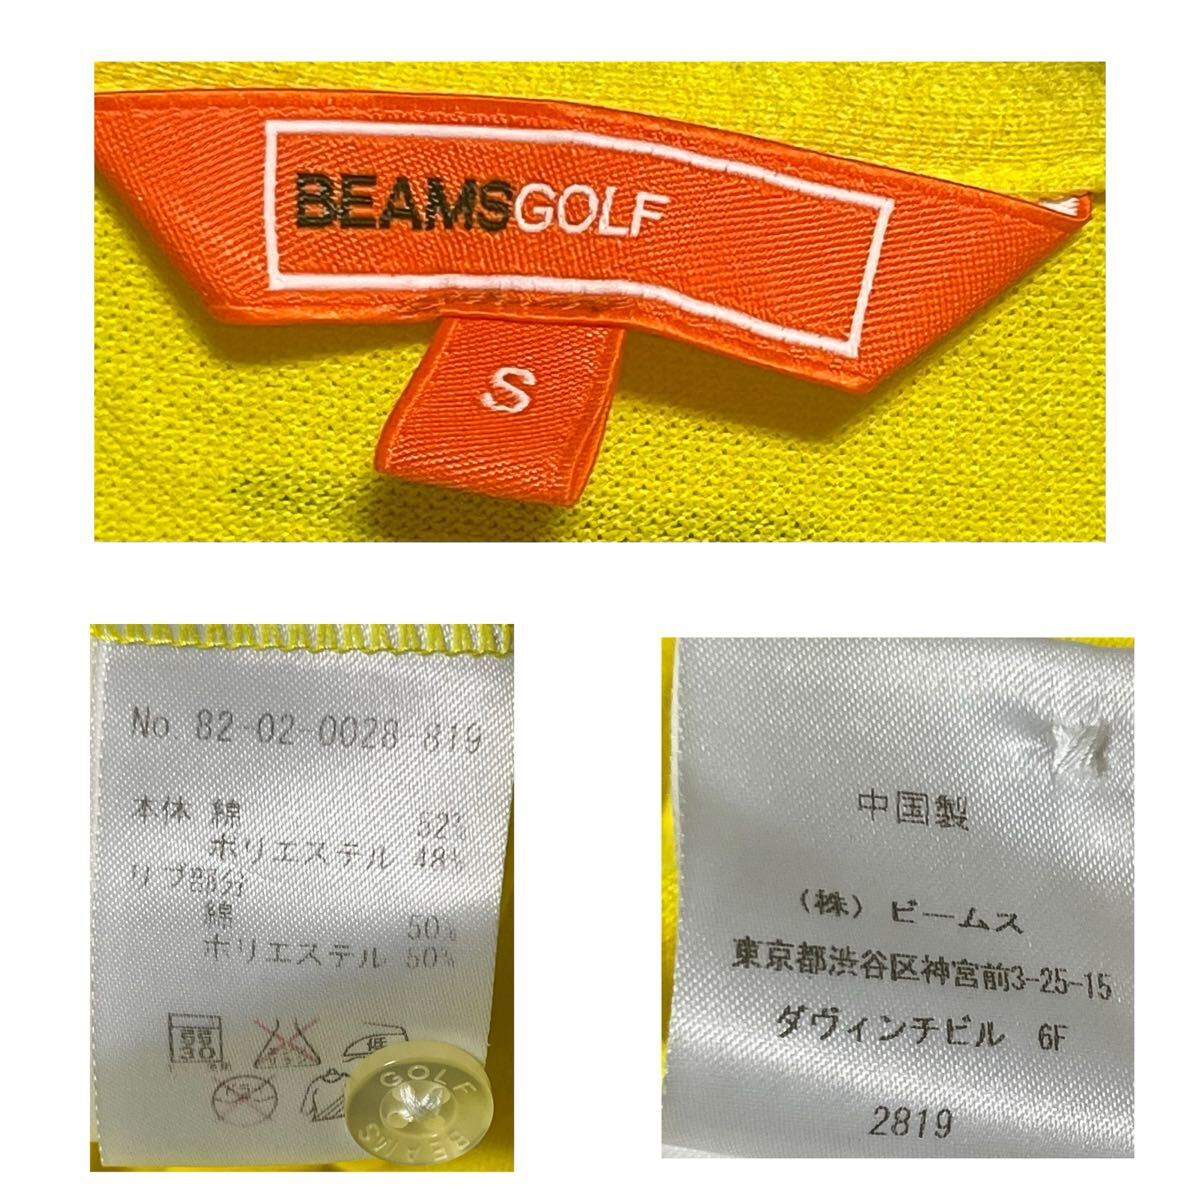 BEAMSGOLF
S
No 82-02-0028-819
本体 綿 52%
ポリエステル 48%
リブ部分
綿 50%
ポリエステル 50%
30
低
GOLF
BEAMS
中国製
(株) ビームス
東京都渋谷区神宮前3-25-15
ダヴィンチビル 6F
2819